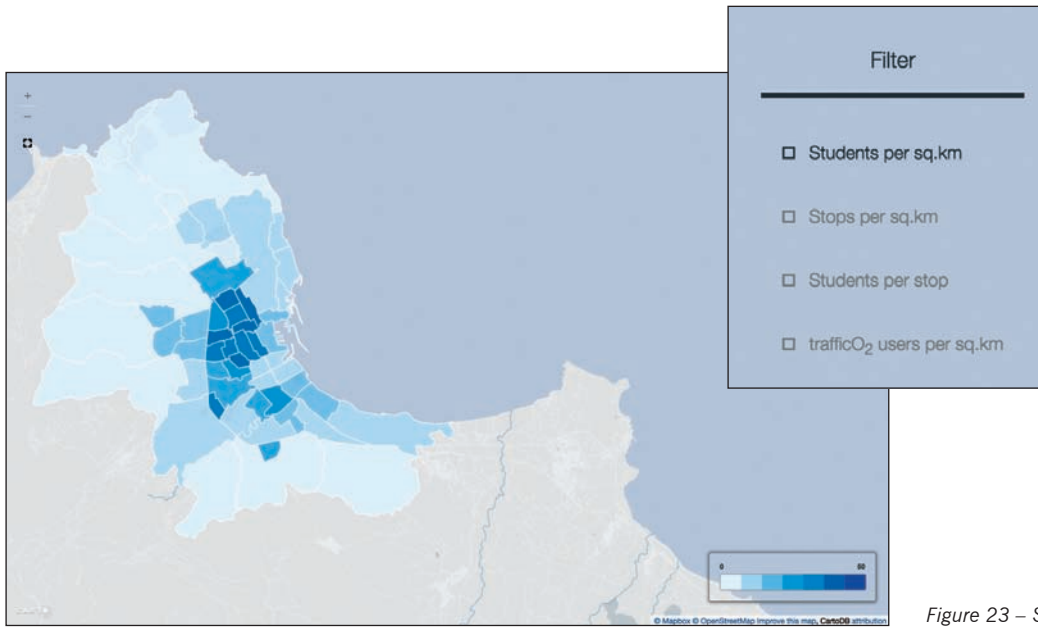 Filter
Students per sq.km
Stops per sq.km
Students per stop
trafficO₂ users per sq.km
+
−
0
© Mapbox © OpenStreetMap Improve this map, CartoDB attribution
Figure 23 – S